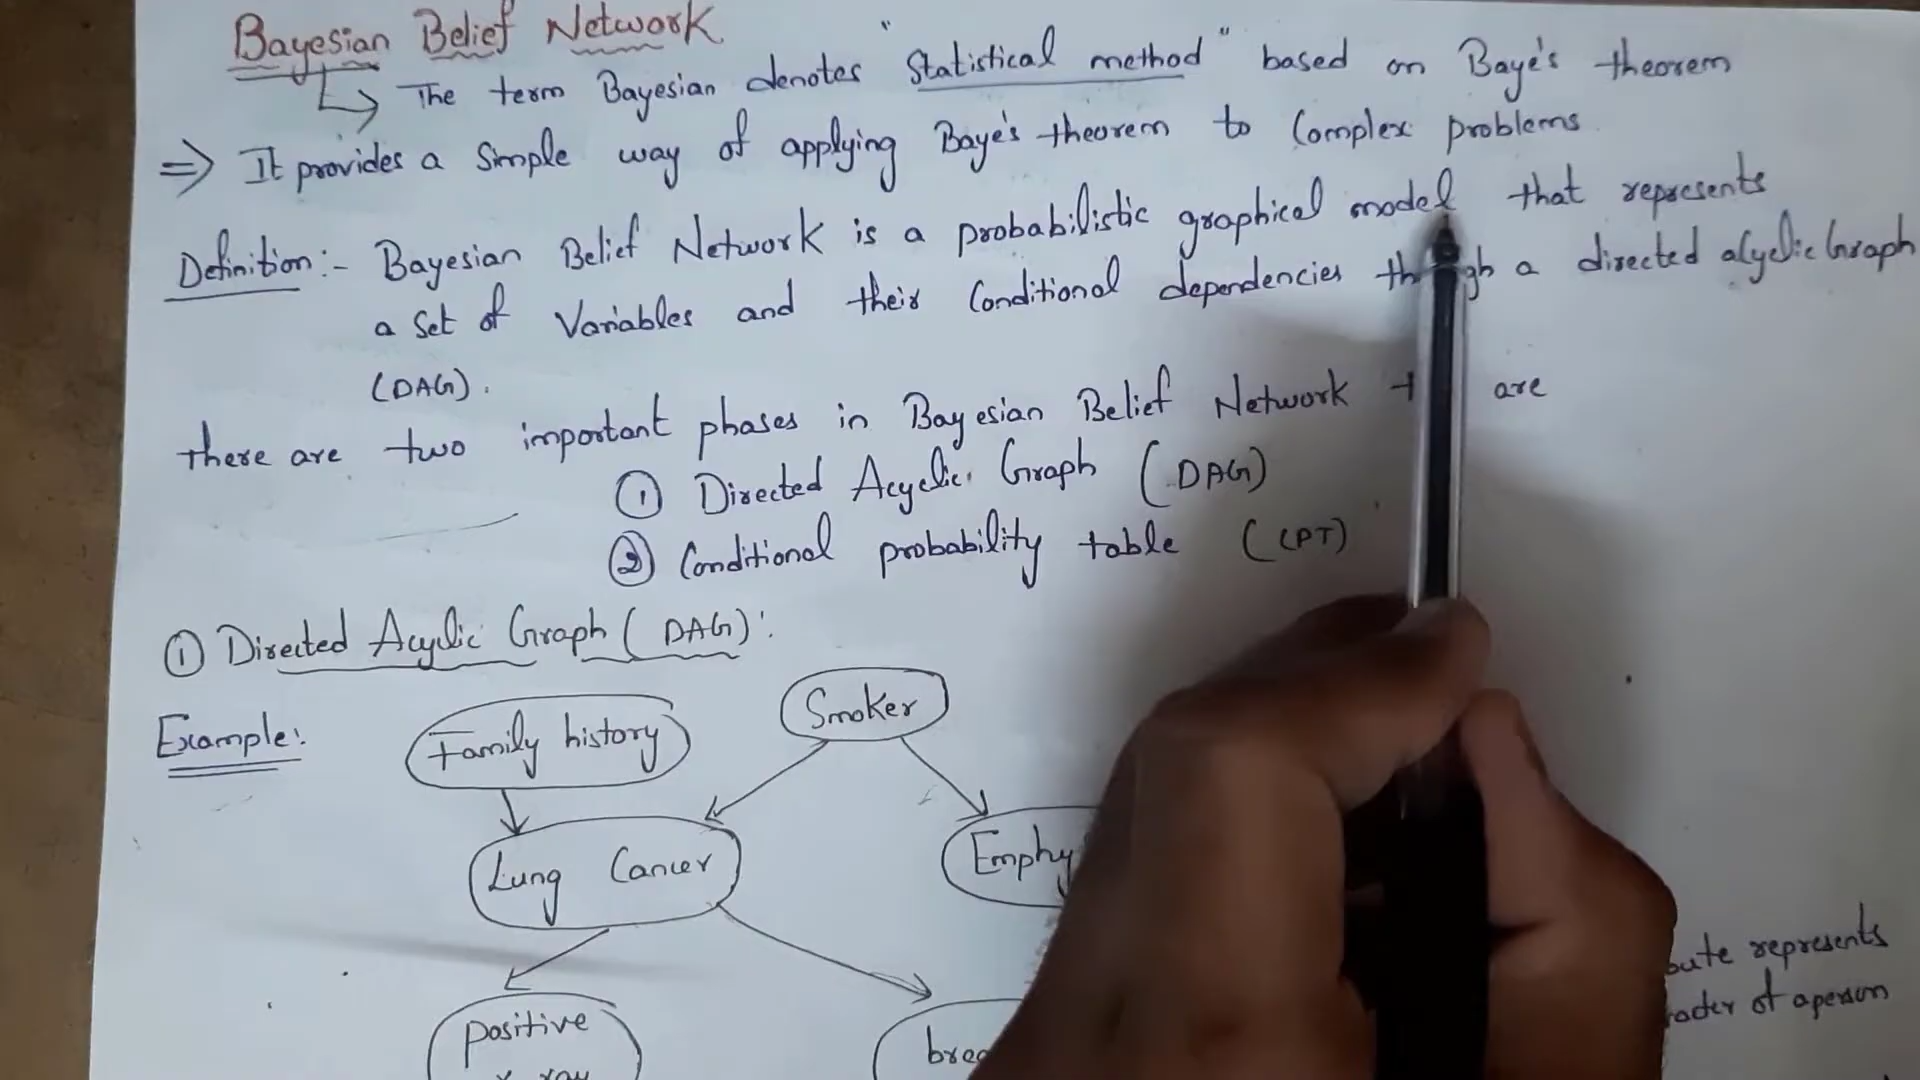 Bayesian Belief Network
The term Bayesian denotes "Statistical method" based on Baye's theorem
=> It provides a Simple way of applying Baye's theorem to Complex problems
Definition:- Bayesian Belief Network is a probabilistic graphical model that represents
a Set of Variables and their Conditional dependencies through a directed acyclic Graph
(DAG).
there are two important phases in Bayesian Belief Network are
① Directed Acyclic Graph (DAG)
② Conditional probability table (CPT)
① Directed Acyclic Graph (DAG):
Example:
Family history
Smoker
Lung Cancer
positive
x-ray
bute represents
of a person